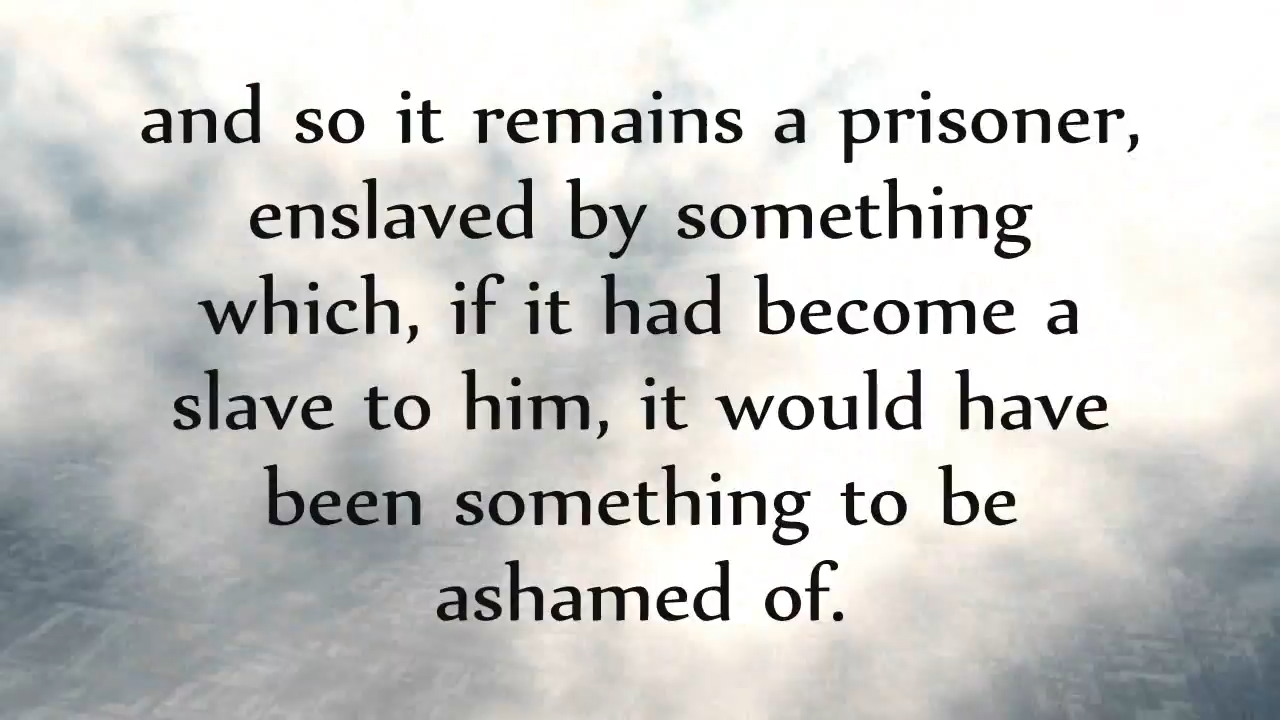 and so it remains a prisoner,
enslaved by something
which, if it had become a
slave to him, it would have
been something to be
ashamed of.